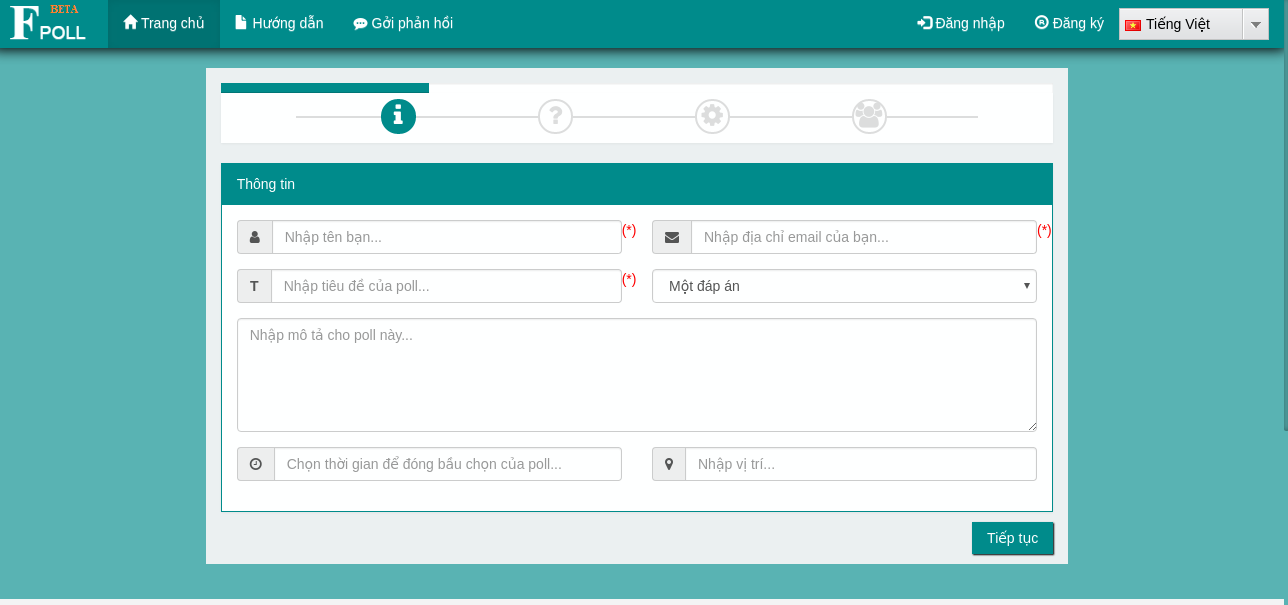 F POLL BETA
Trang chủ Hướng dẫn Gởi phản hồi Đăng nhập Đăng ký Tiếng Việt
Thông tin
Nhập tên bạn... (*) Nhập địa chỉ email của bạn... (*)
T Nhập tiêu đề của poll... (*) Một đáp án
Nhập mô tả cho poll này...
Chọn thời gian để đóng bầu chọn của poll... Nhập vị trí...
Tiếp tục